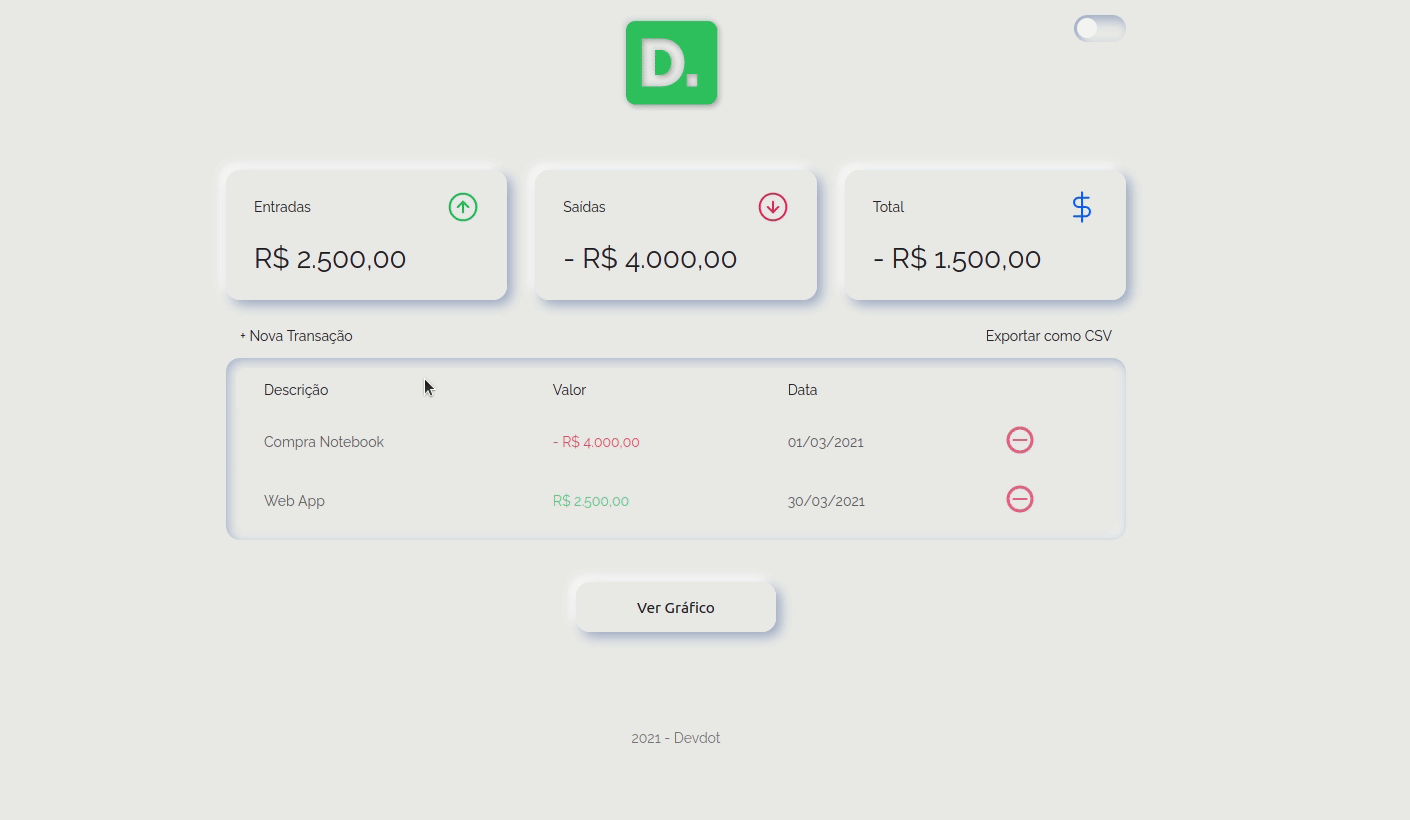 D.
Entradas
R$ 2.500,00
Saídas
- R$ 4.000,00
Total
- R$ 1.500,00
+ Nova Transação
Exportar como CSV
Descrição Valor Data
Compra Notebook - R$ 4.000,00 01/03/2021
Web App R$ 2.500,00 30/03/2021
Ver Gráfico
2021 - Devdot